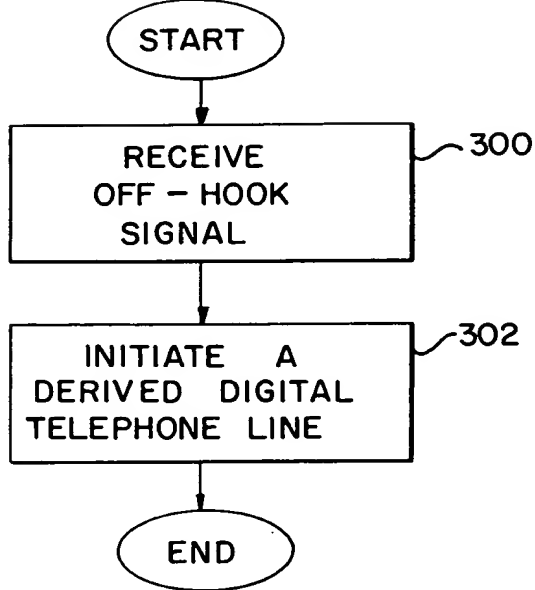 START
RECEIVE
OFF-HOOK
SIGNAL
300
INITIATE A
DERIVED DIGITAL
TELEPHONE LINE
302
END